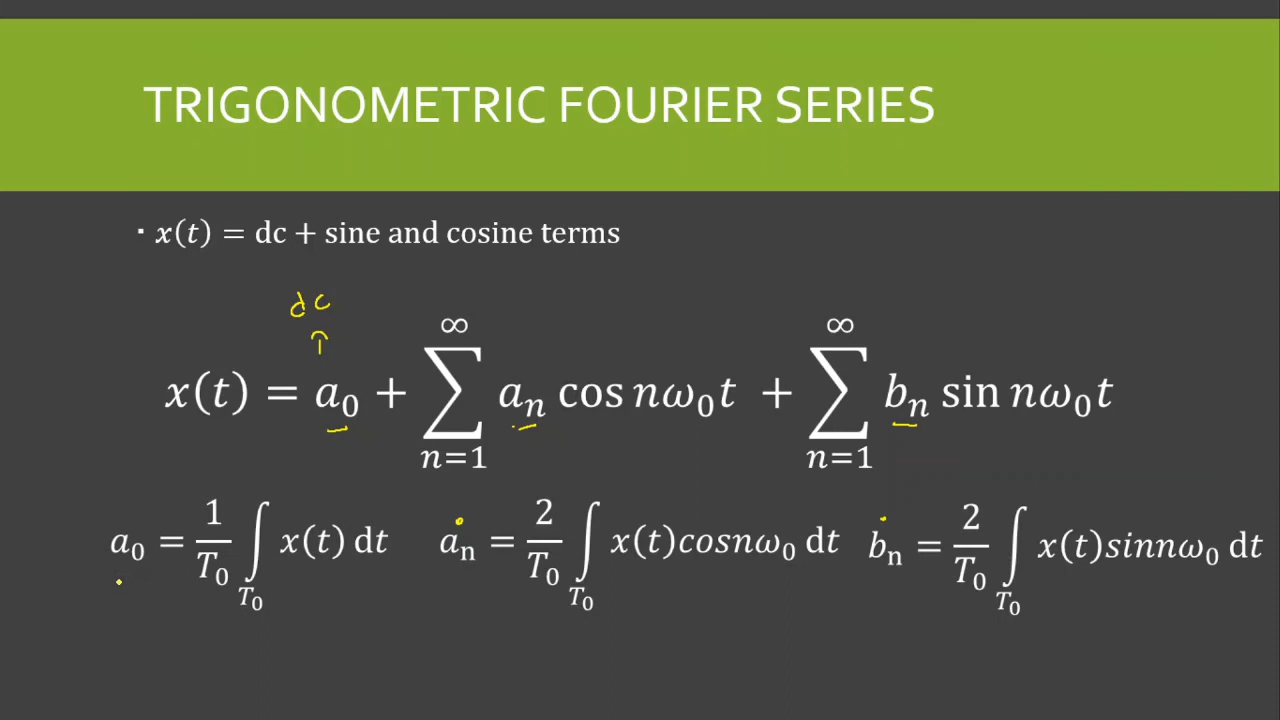 TRIGONOMETRIC FOURIER SERIES
▪ x(t) = dc + sine and cosine terms
dc
↑
x(t) = a₀ + ∑_{n=1}^{∞} aₙ cos nω₀t + ∑_{n=1}^{∞} bₙ sin nω₀t
a₀ = 1/T₀ ∫_{T₀} x(t) dt   aₙ = 2/T₀ ∫_{T₀} x(t)cosnω₀ dt   bₙ = 2/T₀ ∫_{T₀} x(t)sinnω₀ dt